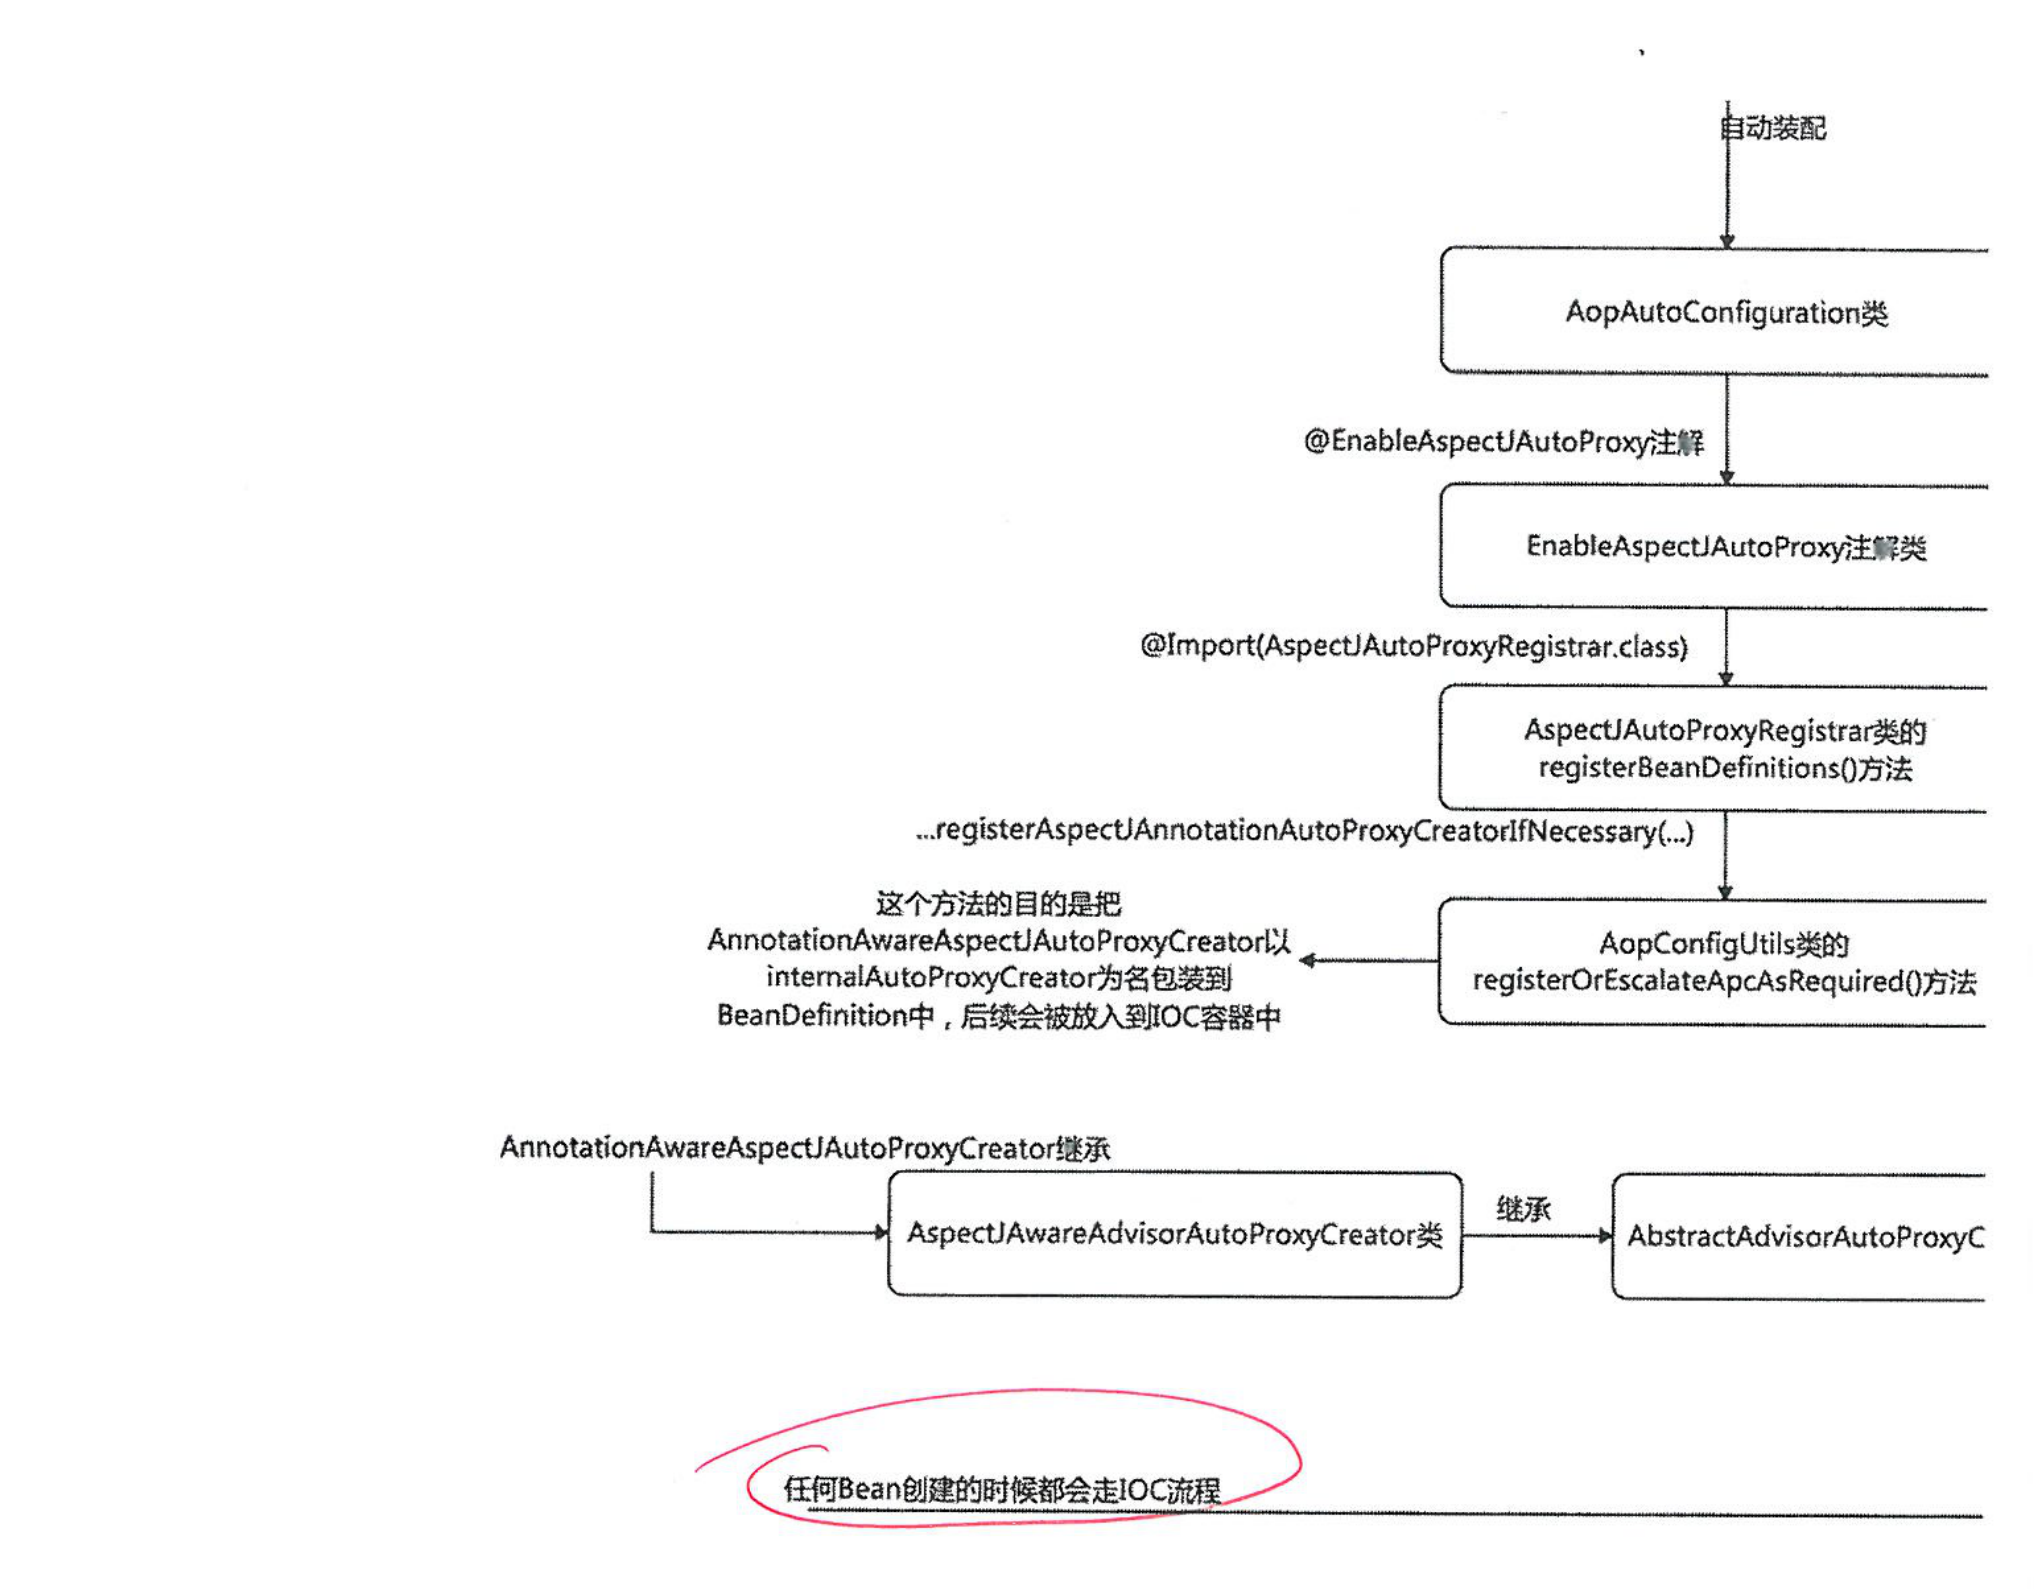 自动装配
AopAutoConfiguration类
@EnableAspectJAutoProxy注解
EnableAspectJAutoProxy注解类
@Import(AspectJAutoProxyRegistrar.class)
AspectJAutoProxyRegistrar类的
registerBeanDefinitions()方法
...registerAspectJAnnotationAutoProxyCreatorIfNecessary(...)
这个方法的目的是把
AnnotationAwareAspectJAutoProxyCreator以
internalAutoProxyCreator为名包装到
BeanDefinition中，后续会被放入到IOC容器中
AopConfigUtils类的
registerOrEscalateApcAsRequired()方法
AnnotationAwareAspectJAutoProxyCreator继承
AspectJAwareAdvisorAutoProxyCreator类
继承
AbstractAdvisorAutoProxyC
任何Bean创建的时候都会走IOC流程